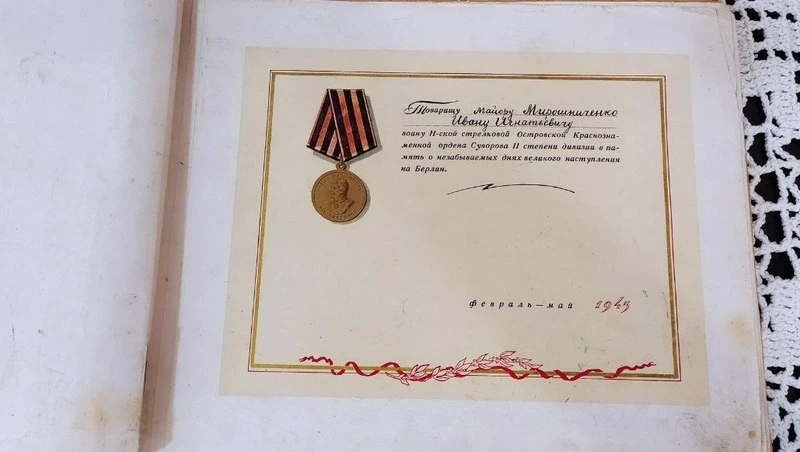 Товарищу майору Мирошниченко
Ивану Игнатьевичу
воину Н-ской стрелковой Островской Краснозна-
менной ордена Суворова II степени дивизии в па-
мять о незабываемых днях великого наступления
на Берлин.
февраль — май 1945